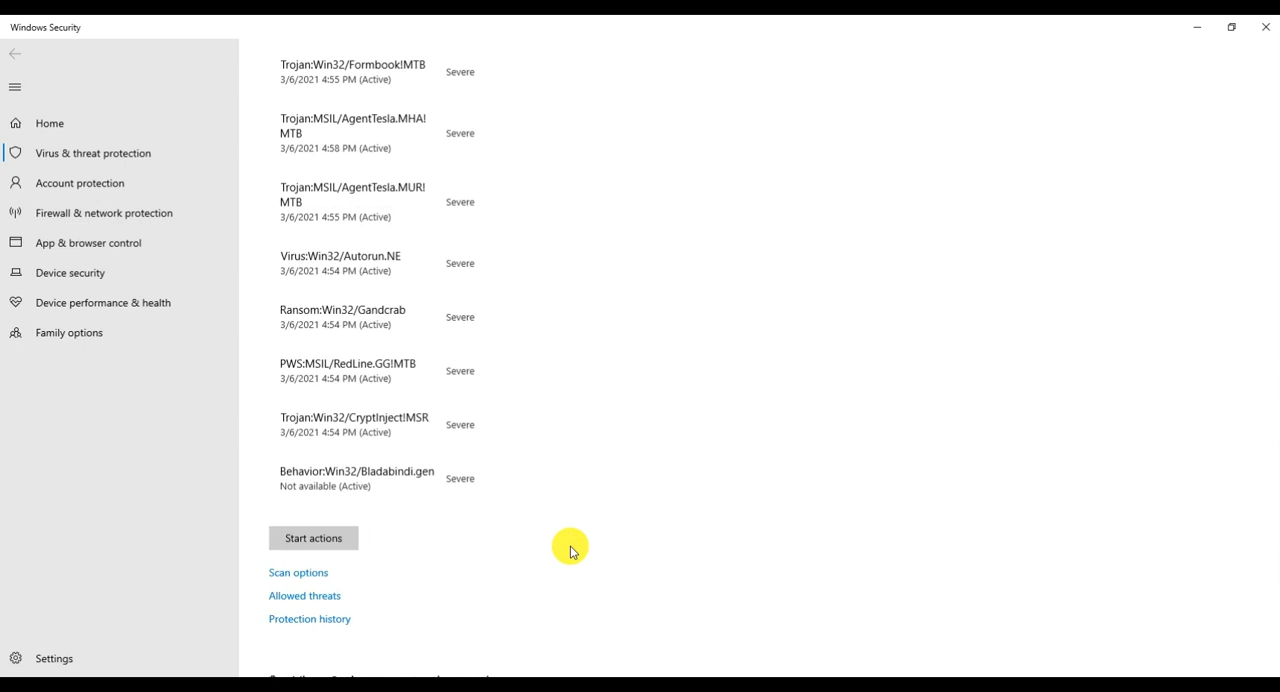 Windows Security
Home
Virus & threat protection
Account protection
Firewall & network protection
App & browser control
Device security
Device performance & health
Family options
Settings
Trojan:Win32/Formbook!MTB
3/6/2021 4:55 PM (Active)
Severe
Trojan:MSIL/AgentTesla.MHA!
MTB
3/6/2021 4:58 PM (Active)
Severe
Trojan:MSIL/AgentTesla.MUR!
MTB
3/6/2021 4:55 PM (Active)
Severe
Virus:Win32/Autorun.NE
3/6/2021 4:54 PM (Active)
Severe
Ransom:Win32/Gandcrab
3/6/2021 4:54 PM (Active)
Severe
PWS:MSIL/RedLine.GG!MTB
3/6/2021 4:54 PM (Active)
Severe
Trojan:Win32/CryptInject!MSR
3/6/2021 4:54 PM (Active)
Severe
Behavior:Win32/Bladabindi.gen
Not available (Active)
Severe
Start actions
Scan options
Allowed threats
Protection history